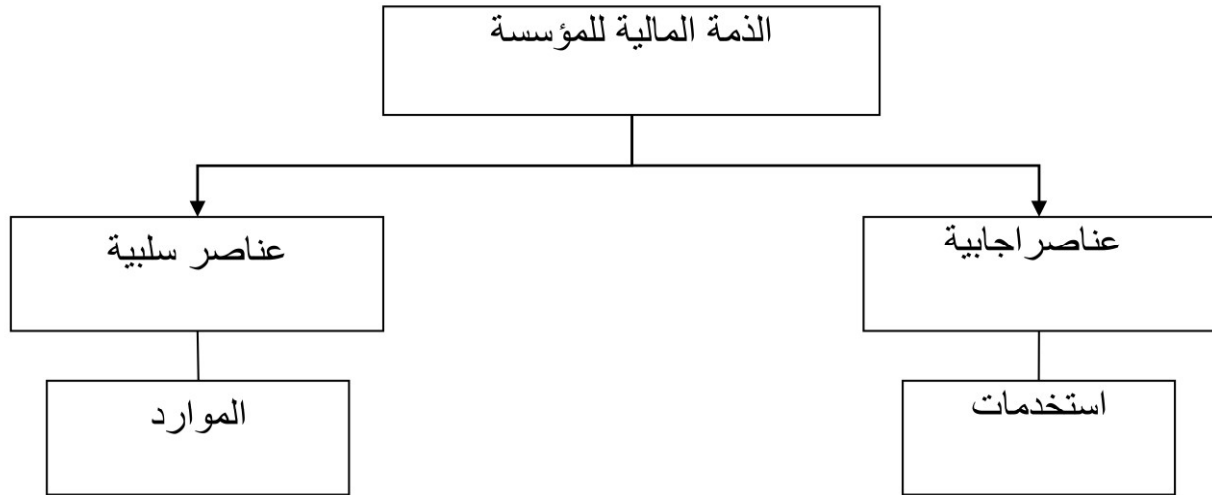 الذمة المالية للمؤسسة
عناصر اجابية
عناصر سلبية
استخدمات
الموارد